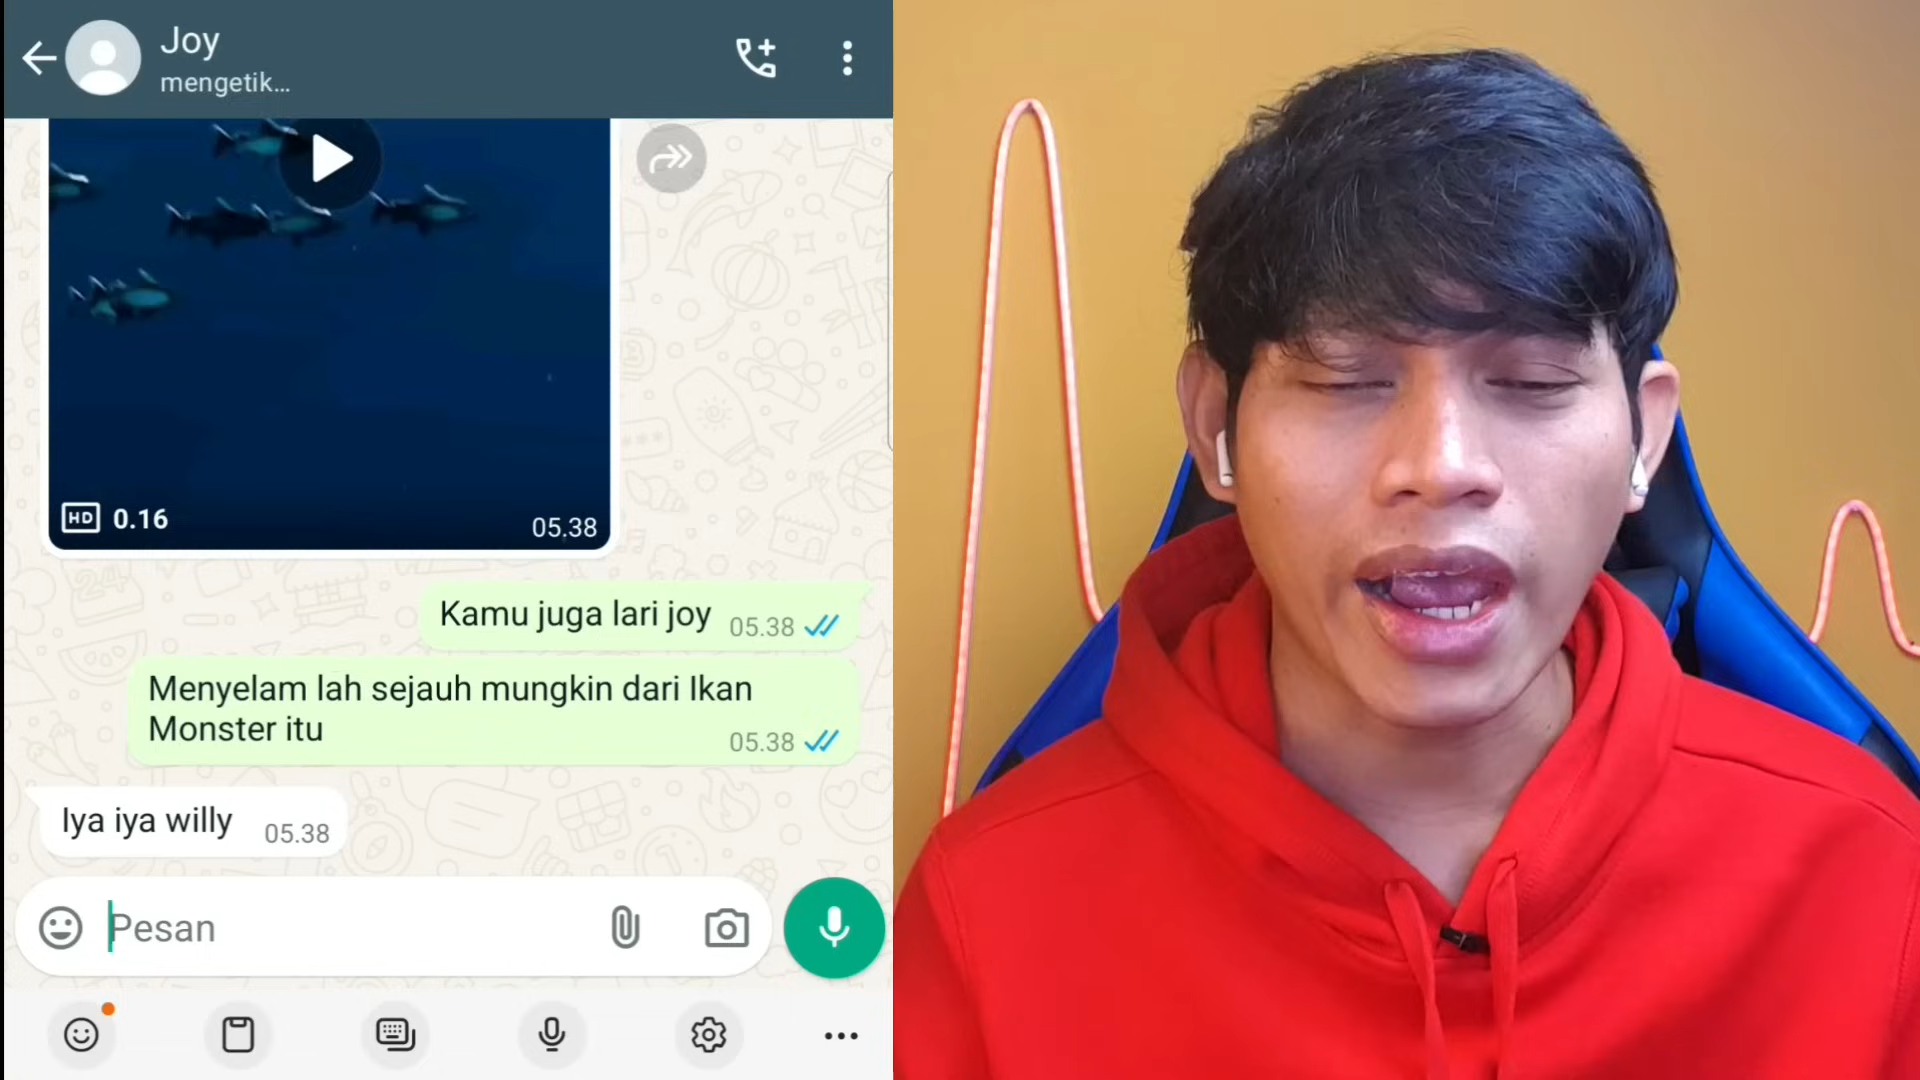 Joy
mengetik...
HD 0.16
05.38
Kamu juga lari joy 05.38
Menyelam lah sejauh mungkin dari Ikan
Monster itu
05.38
Iya iya willy 05.38
Pesan